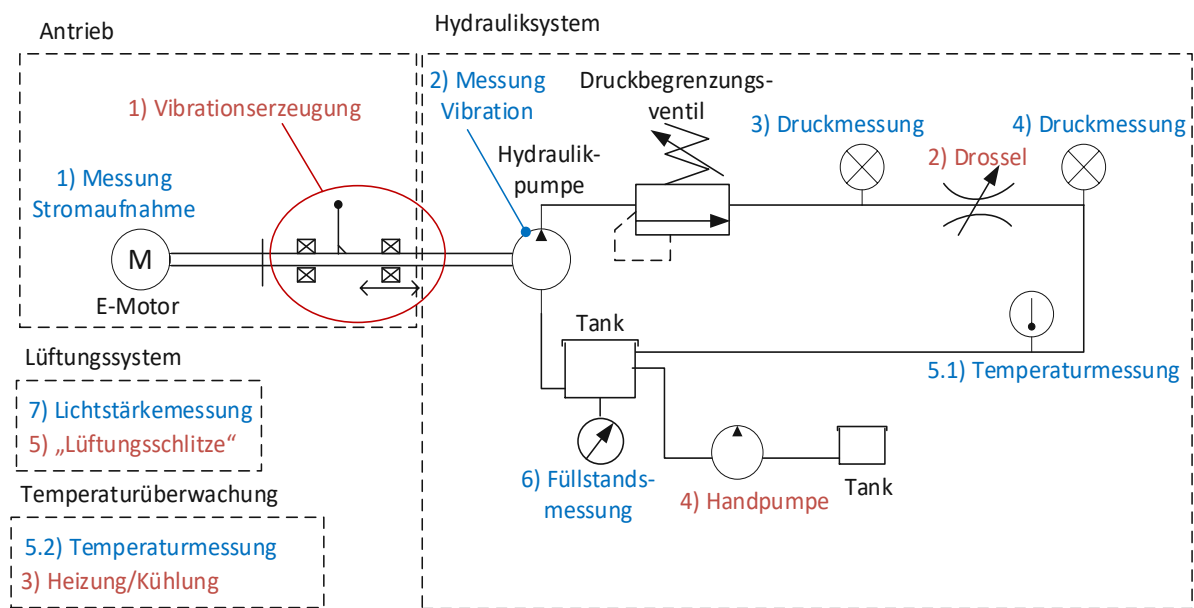 Antrieb
1) Vibrationserzeugung
1) Messung
Stromaufnahme
M
E-Motor
Lüftungssystem
7) Lichtstärkemessung
5) „Lüftungsschlitze“
Temperaturüberwachung
5.2) Temperaturmessung
3) Heizung/Kühlung
Hydrauliksystem
2) Messung
Vibration
Hydraulik-
pumpe
Druckbegrenzungs-
ventil
3) Druckmessung
2) Drossel
4) Druckmessung
5.1) Temperaturmessung
Tank
6) Füllstands-
messung
4) Handpumpe
Tank